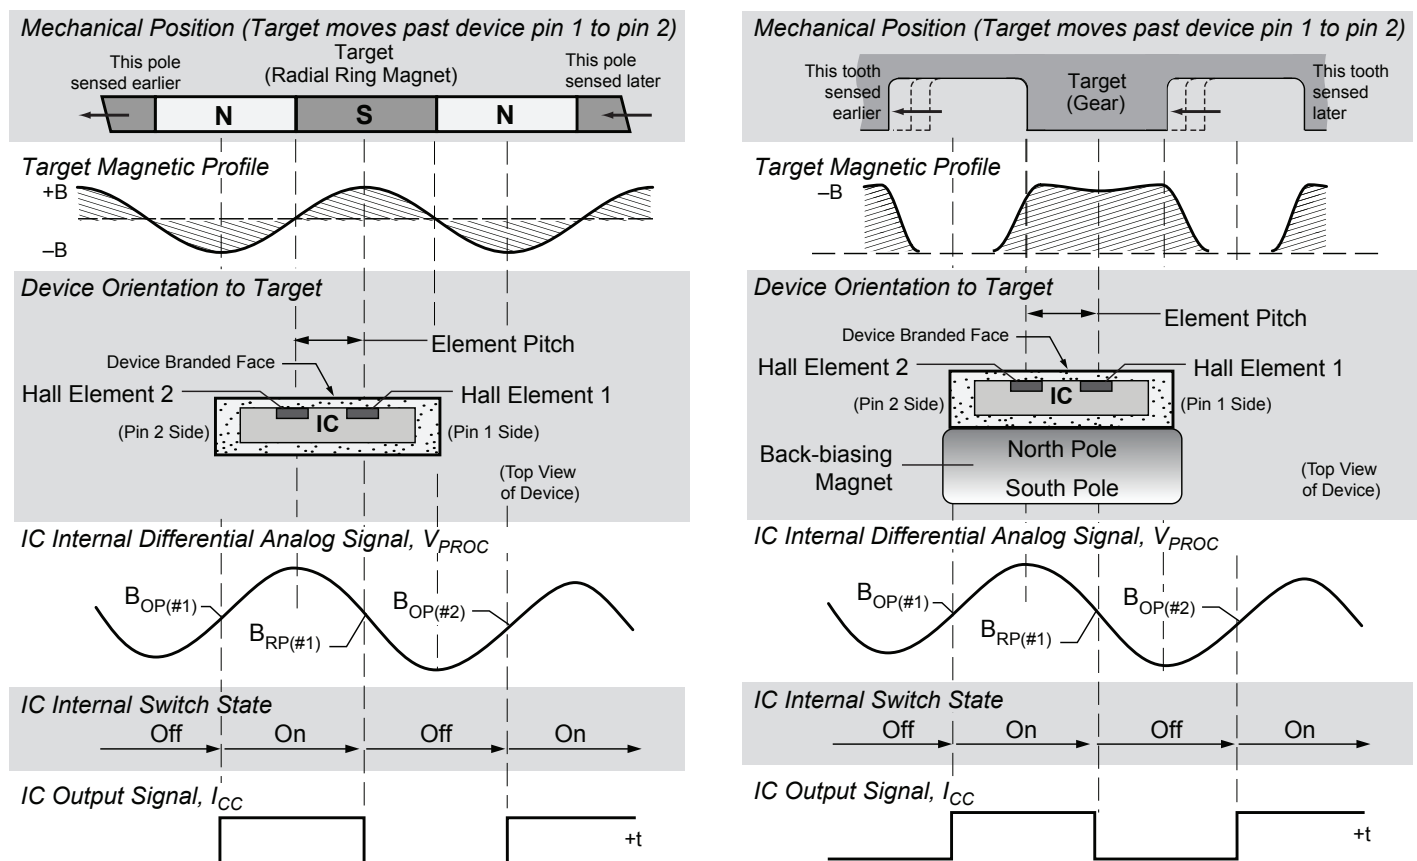 Mechanical Position (Target moves past device pin 1 to pin 2)
This pole
sensed earlier
Target
(Radial Ring Magnet)
This pole
sensed later
N
S
N
Target Magnetic Profile
+B
–B
Device Orientation to Target
Element Pitch
Device Branded Face
Hall Element 2
Hall Element 1
IC
(Pin 2 Side)
(Pin 1 Side)
(Top View
of Device)
IC Internal Differential Analog Signal, VPROC
BOP(#1)
BRP(#1)
BOP(#2)
IC Internal Switch State
Off
On
Off
On
IC Output Signal, ICC
+t
Mechanical Position (Target moves past device pin 1 to pin 2)
This tooth
sensed
earlier
Target
(Gear)
This tooth
sensed
later
Target Magnetic Profile
–B
Device Orientation to Target
Element Pitch
Device Branded Face
Hall Element 2
Hall Element 1
IC
(Pin 2 Side)
(Pin 1 Side)
Back-biasing
Magnet
North Pole
South Pole
(Top View
of Device)
IC Internal Differential Analog Signal, VPROC
BOP(#1)
BRP(#1)
BOP(#2)
IC Internal Switch State
Off
On
Off
On
IC Output Signal, ICC
+t